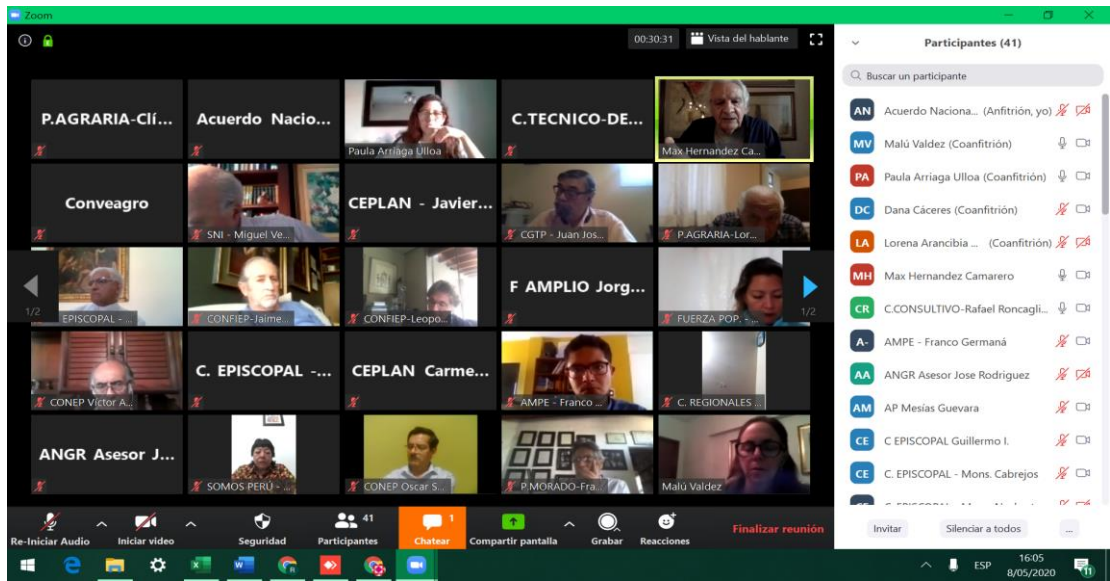 Zoom
00:30:31
Vista del hablante
P.AGRARIA-Clí...
Acuerdo Nacio...
Paula Arriaga Ulloa
C.TECNICO-DE...
Max Hernandez Ca...
Conveagro
SNI - Miguel Ve...
CEPLAN - Javier...
CGTP - Juan Jos...
P.AGRARIA-Lor...
1/2
EPISCOPAL - ...
CONFIEP-Jaime...
CONFIEP-Leopo...
F AMPLIO Jorg...
FUERZA POP. - ...
1/2
CONEP Víctor A...
C. EPISCOPAL -...
CEPLAN Carme...
AMPE - Franco ...
C. REGIONALES ...
ANGR Asesor J...
SOMOS PERÚ - ...
CONEP Oscar S...
P.MORADO-Fra...
Malú Valdez
Re-Iniciar Audio
Iniciar video
Seguridad
41
Participantes
1
Chatear
Compartir pantalla
Grabar
Reacciones
Finalizar reunión
Participantes (41)
Buscar un participante
AN Acuerdo Naciona... (Anfitrión, yo)
MV Malú Valdez (Coanfitrión)
PA Paula Arriaga Ulloa (Coanfitrión)
DC Dana Cáceres (Coanfitrión)
LA Lorena Arancibia ... (Coanfitrión)
MH Max Hernandez Camarero
CR C.CONSULTIVO-Rafael Roncagli...
A- AMPE - Franco Germaná
AA ANGR Asesor Jose Rodriguez
AM AP Mesías Guevara
CE C EPISCOPAL Guillermo I.
CE C. EPISCOPAL - Mons. Cabrejos
Invitar
Silenciar a todos
...
ESP
16:05
8/05/2020
11